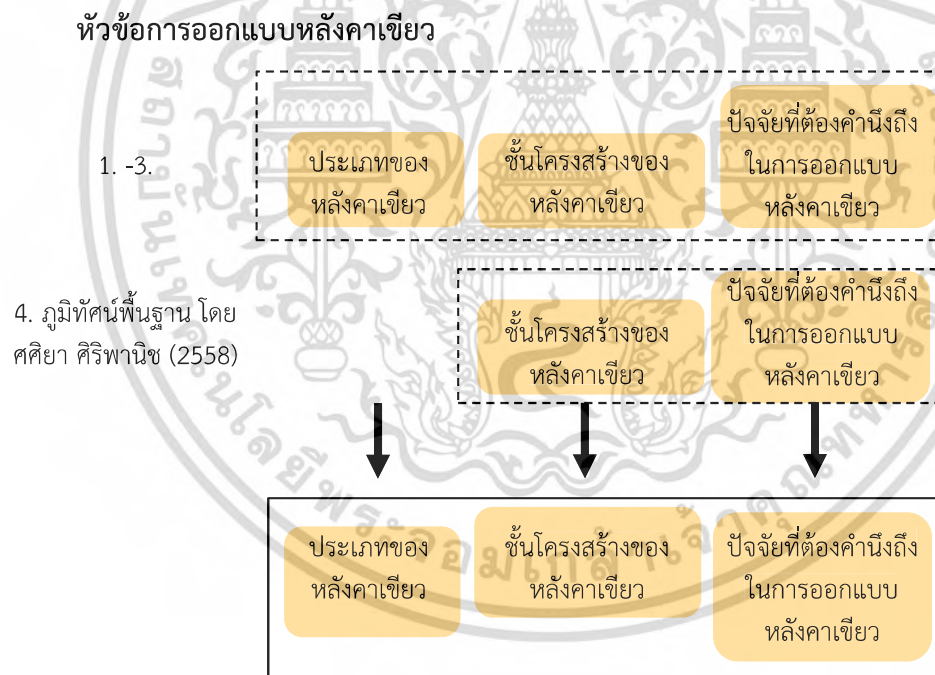 หัวข้อการออกแบบหลังคาเขียว
1. -3.
ประเภทของ
หลังคาเขียว
ชั้นโครงสร้างของ
หลังคาเขียว
ปัจจัยที่ต้องคำนึงถึง
ในการออกแบบ
หลังคาเขียว
4. ภูมิทัศน์พื้นฐาน โดย
ศศิยา ศิริพานิช (2558)
ชั้นโครงสร้างของ
หลังคาเขียว
ปัจจัยที่ต้องคำนึงถึง
ในการออกแบบ
หลังคาเขียว
ประเภทของ
หลังคาเขียว
ชั้นโครงสร้างของ
หลังคาเขียว
ปัจจัยที่ต้องคำนึงถึง
ในการออกแบบ
หลังคาเขียว